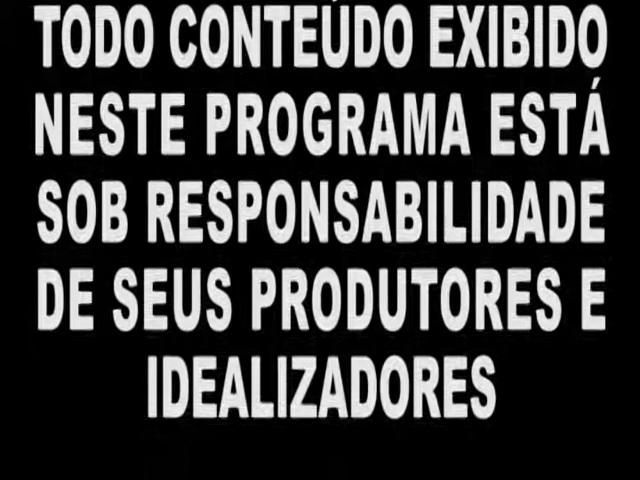 TODO CONTEÚDO EXIBIDO
NESTE PROGRAMA ESTÁ
SOB RESPONSABILIDADE
DE SEUS PRODUTORES E
IDEALIZADORES